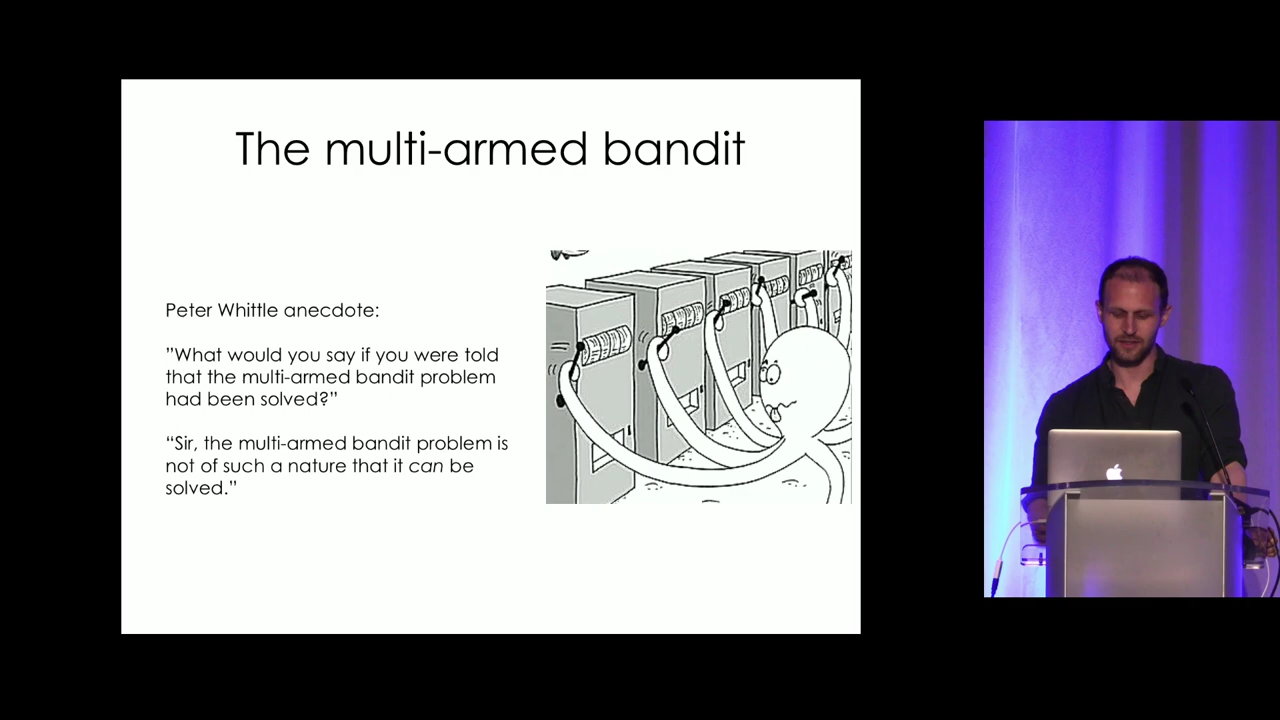 The multi-armed bandit
Peter Whittle anecdote:
”What would you say if you were told
that the multi-armed bandit problem
had been solved?”
“Sir, the multi-armed bandit problem is
not of such a nature that it can be
solved.”